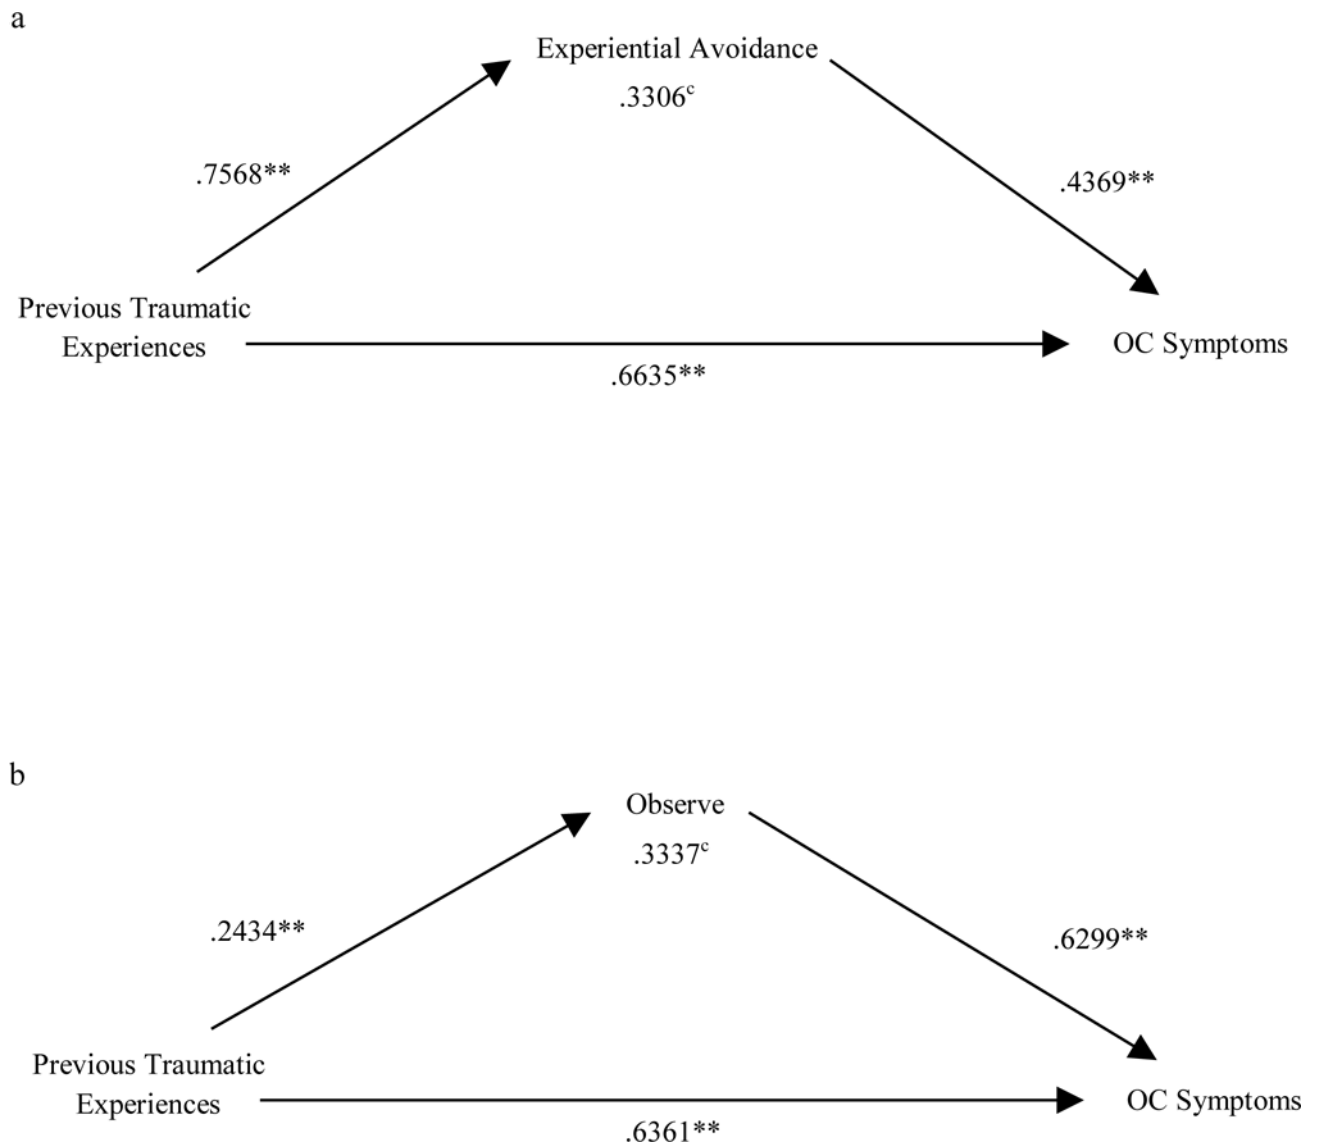 a
Experiential Avoidance
.3306ᶜ
.7568**
.4369**
Previous Traumatic
Experiences
OC Symptoms
.6635**
b
Observe
.3337ᶜ
.2434**
.6299**
Previous Traumatic
Experiences
OC Symptoms
.6361**